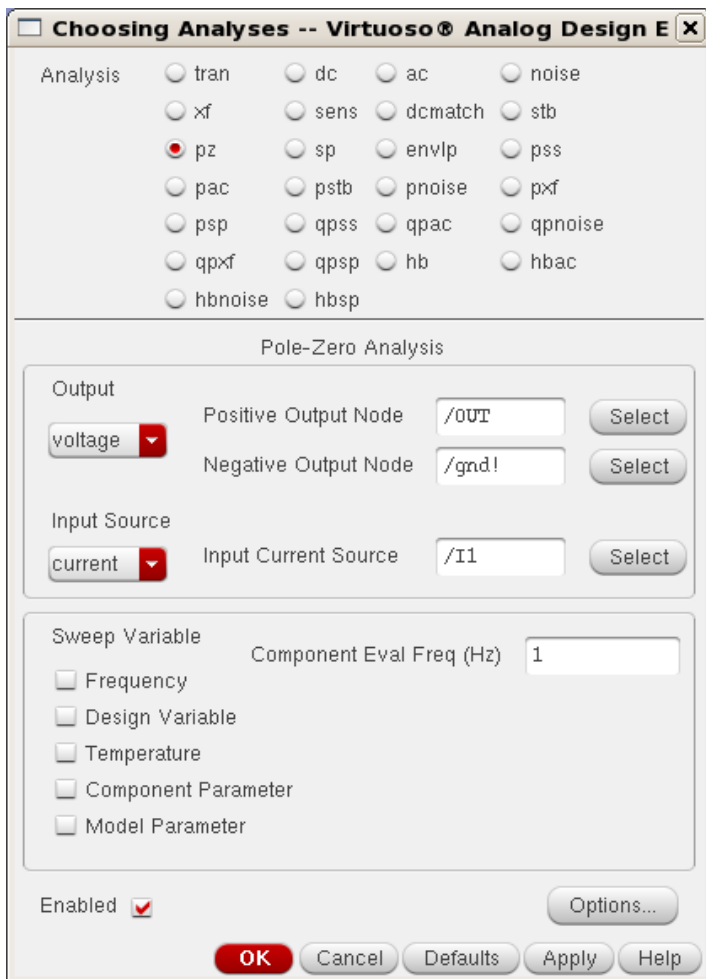 Choosing Analyses -- Virtuoso® Analog Design E
Analysis tran dc ac noise
xf sens dcmatch stb
pz sp envlp pss
pac pstb pnoise pxf
psp qpss qpac qpnoise
qpxf qpsp hb hbac
hbnoise hbsp
Pole-Zero Analysis
Output
voltage
Positive Output Node /OUT Select
Negative Output Node /gnd! Select
Input Source
current Input Current Source /I1 Select
Sweep Variable
Component Eval Freq (Hz) 1
Frequency
Design Variable
Temperature
Component Parameter
Model Parameter
Enabled Options...
OK Cancel Defaults Apply Help